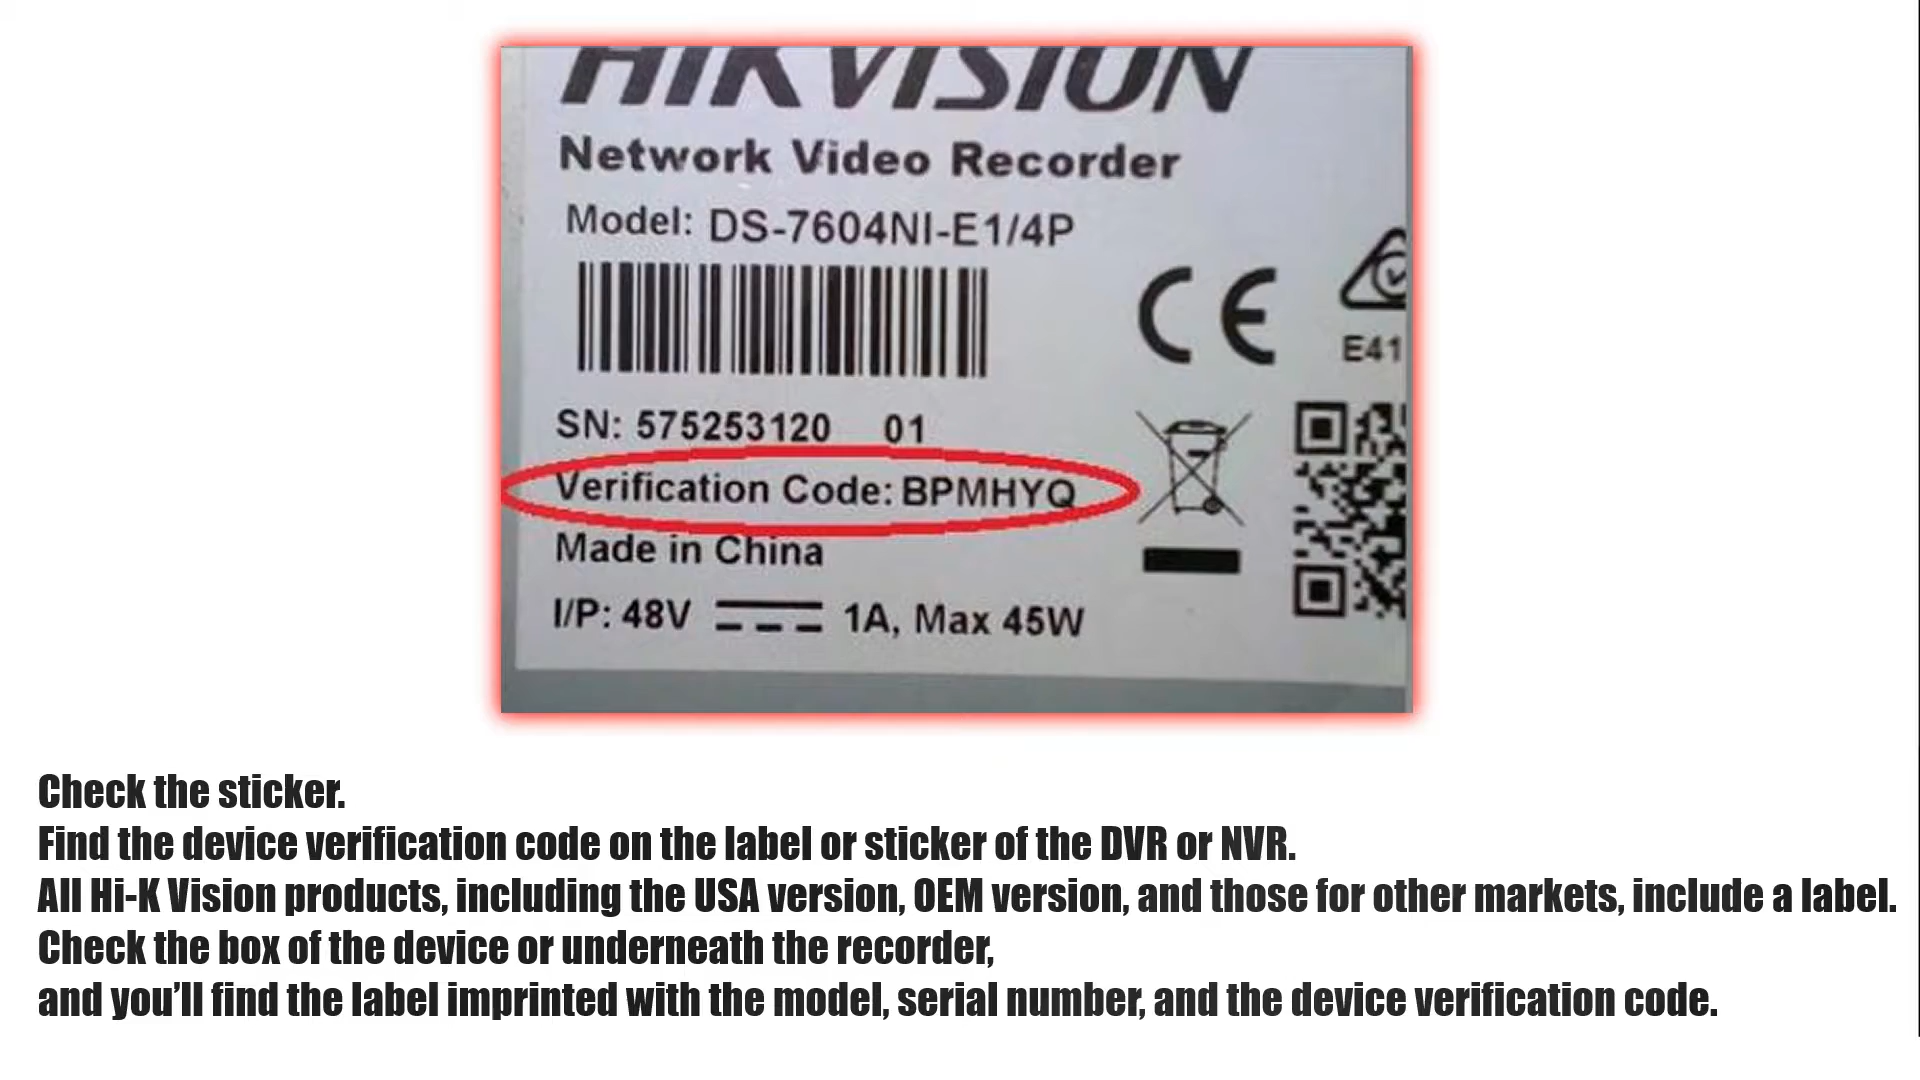 HIKVISION
Network Video Recorder
Model: DS-7604NI-E1/4P
CE
E41
SN: 575253120 01
Verification Code: BPMHYQ
Made in China
I/P: 48V 1A, Max 45W
Check the sticker.
Find the device verification code on the label or sticker of the DVR or NVR.
All Hi-K Vision products, including the USA version, OEM version, and those for other markets, include a label.
Check the box of the device or underneath the recorder,
and you’ll find the label imprinted with the model, serial number, and the device verification code.